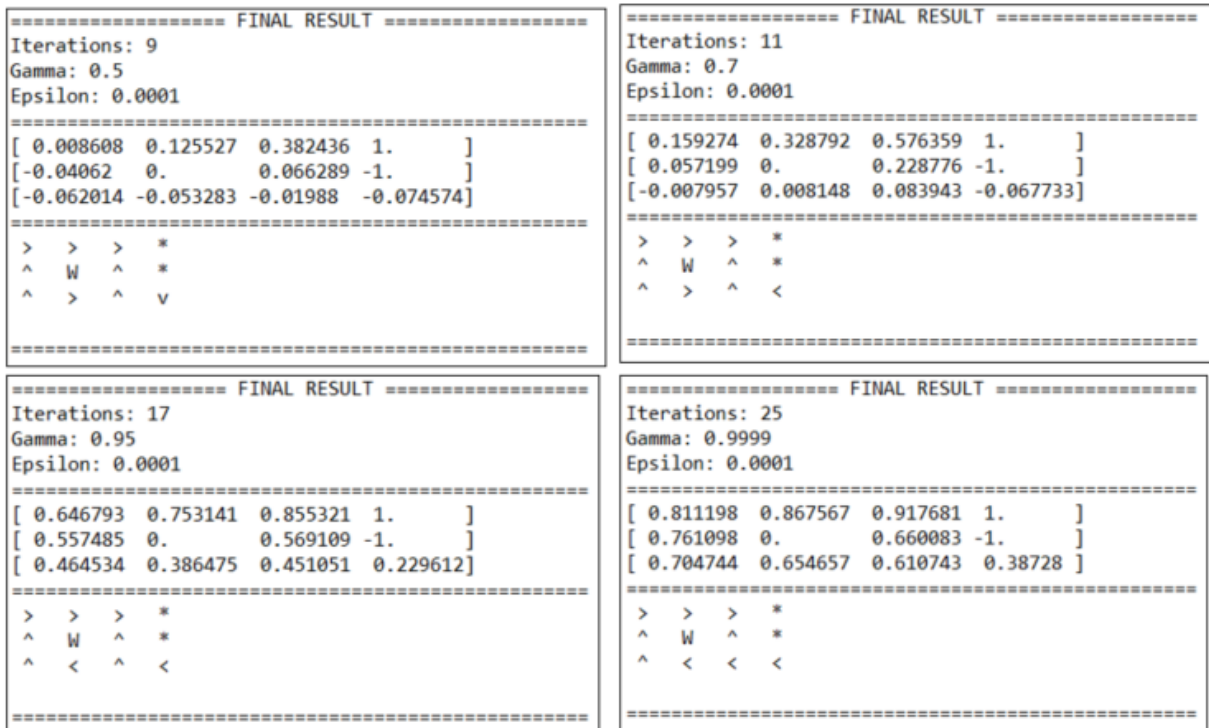 =================== FINAL RESULT ==================
Iterations: 9
Gamma: 0.5
Epsilon: 0.0001
===================================================
[ 0.008608  0.125527  0.382436  1.      ]
[-0.04062   0.        0.066289 -1.      ]
[-0.062014 -0.053283 -0.01988  -0.074574]
===================================================
>   >   >   *
^   W   ^   *
^   >   ^   v
===================================================
=================== FINAL RESULT ==================
Iterations: 11
Gamma: 0.7
Epsilon: 0.0001
===================================================
[ 0.159274  0.328792  0.576359  1.      ]
[ 0.057199  0.        0.228776 -1.      ]
[-0.007957  0.008148  0.083943 -0.067733]
===================================================
>   >   >   *
^   W   ^   *
^   >   ^   <
===================================================
=================== FINAL RESULT ==================
Iterations: 17
Gamma: 0.95
Epsilon: 0.0001
===================================================
[ 0.646793  0.753141  0.855321  1.      ]
[ 0.557485  0.        0.569109 -1.      ]
[ 0.464534  0.386475  0.451051  0.229612]
===================================================
>   >   >   *
^   W   ^   *
^   <   ^   <
===================================================
=================== FINAL RESULT ==================
Iterations: 25
Gamma: 0.9999
Epsilon: 0.0001
===================================================
[ 0.811198  0.867567  0.917681  1.      ]
[ 0.761098  0.        0.660083 -1.      ]
[ 0.704744  0.654657  0.610743  0.38728 ]
===================================================
>   >   >   *
^   W   ^   *
^   <   <   <
===================================================